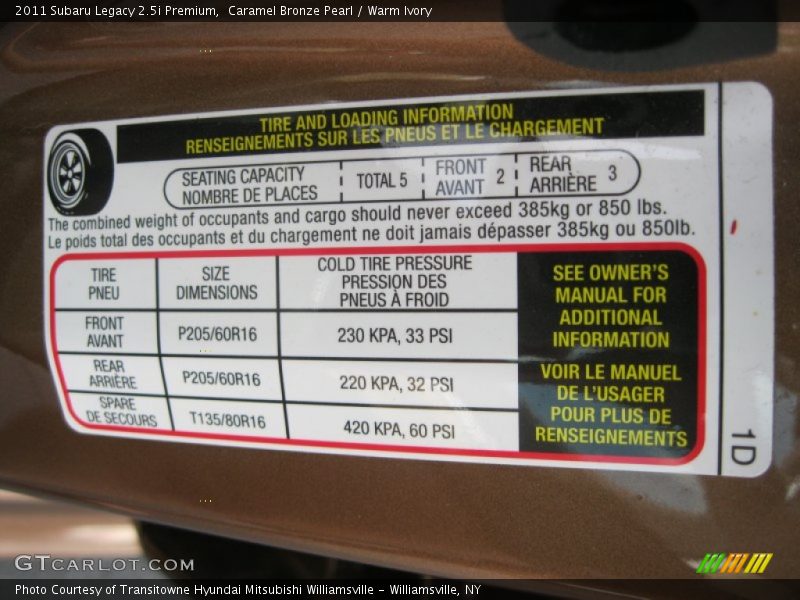 2011 Subaru Legacy 2.5i Premium,  Caramel Bronze Pearl / Warm Ivory
TIRE AND LOADING INFORMATION
RENSEIGNEMENTS SUR LES PNEUS ET LE CHARGEMENT
SEATING CAPACITY
NOMBRE DE PLACES
TOTAL 5
FRONT
AVANT
2
REAR
ARRIÈRE
3
The combined weight of occupants and cargo should never exceed 385kg or 850 lbs.
Le poids total des occupants et du chargement ne doit jamais dépasser 385kg ou 850lb.
TIRE
PNEU
SIZE
DIMENSIONS
COLD TIRE PRESSURE
PRESSION DES
PNEUS À FROID
FRONT
AVANT
P205/60R16
230 KPA, 33 PSI
REAR
ARRIÈRE
P205/60R16
220 KPA, 32 PSI
SPARE
DE SECOURS
T135/80R16
420 KPA, 60 PSI
SEE OWNER'S
MANUAL FOR
ADDITIONAL
INFORMATION
VOIR LE MANUEL
DE L'USAGER
POUR PLUS DE
RENSEIGNEMENTS
1D
GTCARLOT.COM
Photo Courtesy of Transitowne Hyundai Mitsubishi Williamsville – Williamsville, NY